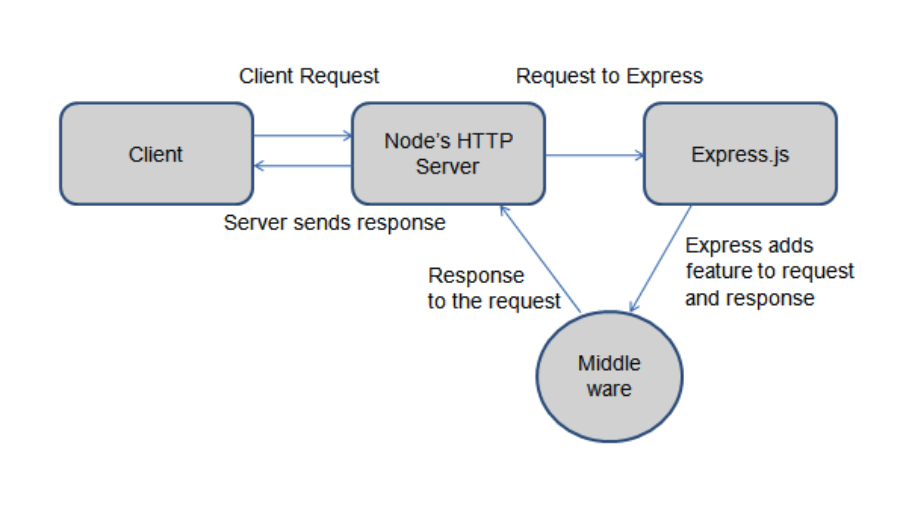 Client Request
Request to Express
Client
Node's HTTP
Server
Express.js
Server sends response
Express adds
feature to request
and response
Response
to the request
Middle
ware